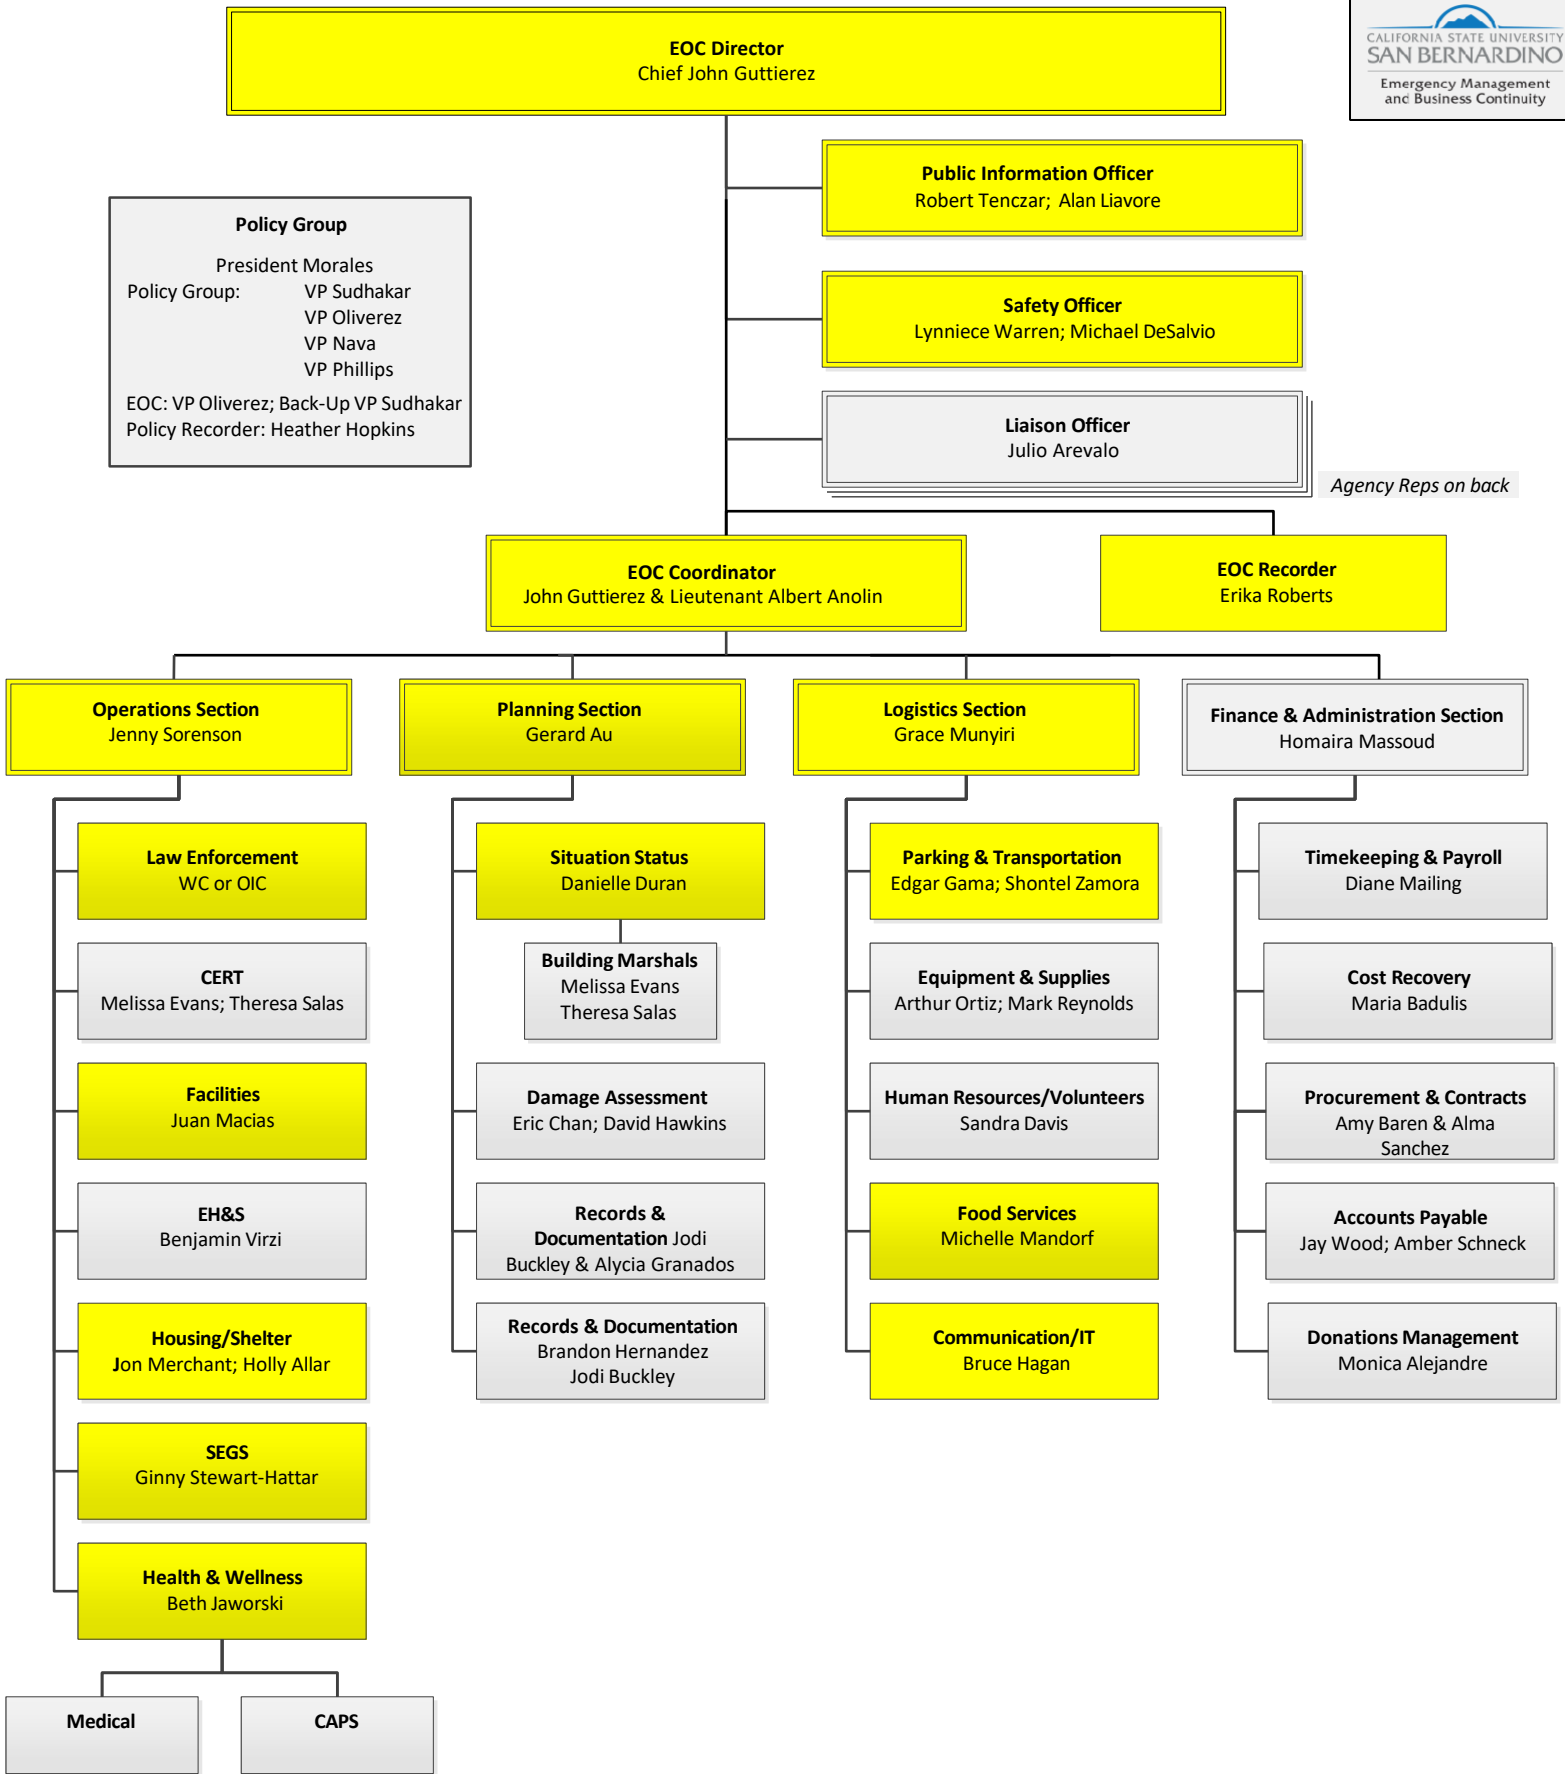 CALIFORNIA STATE UNIVERSITY
SAN BERNARDINO
Emergency Management
and Business Continuity
EOC Director
Chief John Guttierez
Public Information Officer
Robert Tenczar; Alan Liavore
Policy Group
President Morales
Policy Group: VP Sudhakar
VP Oliverez
VP Nava
VP Phillips
EOC: VP Oliverez; Back-Up VP Sudhakar
Policy Recorder: Heather Hopkins
Safety Officer
Lynniece Warren; Michael DeSalvio
Liaison Officer
Julio Arevalo
Agency Reps on back
EOC Coordinator
John Guttierez & Lieutenant Albert Anolin
EOC Recorder
Erika Roberts
Operations Section
Jenny Sorenson
Planning Section
Gerard Au
Logistics Section
Grace Munyiri
Finance & Administration Section
Homaira Massoud
Law Enforcement
WC or OIC
CERT
Melissa Evans; Theresa Salas
Facilities
Juan Macias
EH&S
Benjamin Virzi
Housing/Shelter
Jon Merchant; Holly Allar
SEGS
Ginny Stewart-Hattar
Health & Wellness
Beth Jaworski
Medical
CAPS
Situation Status
Danielle Duran
Building Marshals
Melissa Evans
Theresa Salas
Damage Assessment
Eric Chan; David Hawkins
Records &
Documentation Jodi
Buckley & Alycia Granados
Records & Documentation
Brandon Hernandez
Jodi Buckley
Parking & Transportation
Edgar Gama; Shontel Zamora
Equipment & Supplies
Arthur Ortiz; Mark Reynolds
Human Resources/Volunteers
Sandra Davis
Food Services
Michelle Mandorf
Communication/IT
Bruce Hagan
Timekeeping & Payroll
Diane Mailing
Cost Recovery
Maria Badulis
Procurement & Contracts
Amy Baren & Alma
Sanchez
Accounts Payable
Jay Wood; Amber Schneck
Donations Management
Monica Alejandre